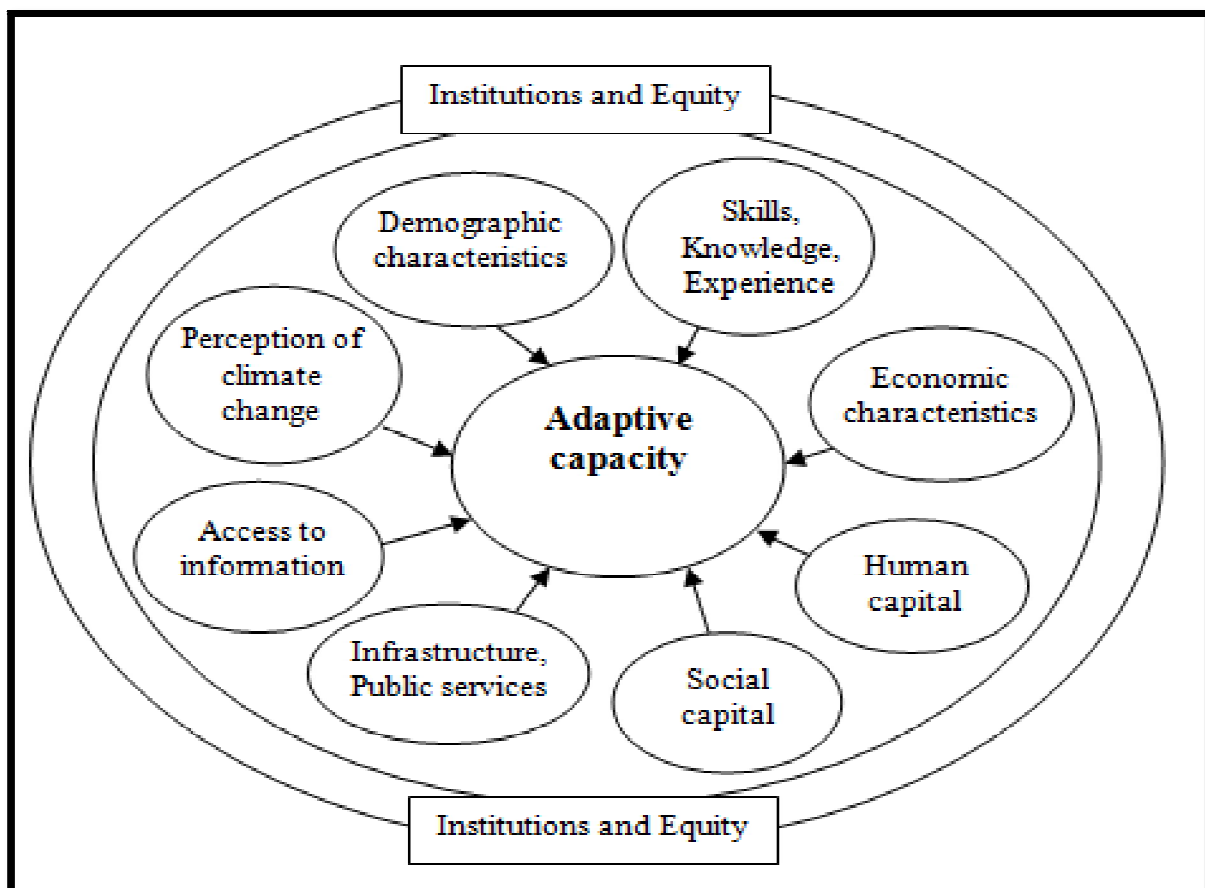 Institutions and Equity
Demographic
characteristics
Skills,
Knowledge,
Experience
Perception of
climate
change
Economic
characteristics
Adaptive
capacity
Access to
information
Human
capital
Infrastructure,
Public services
Social
capital
Institutions and Equity